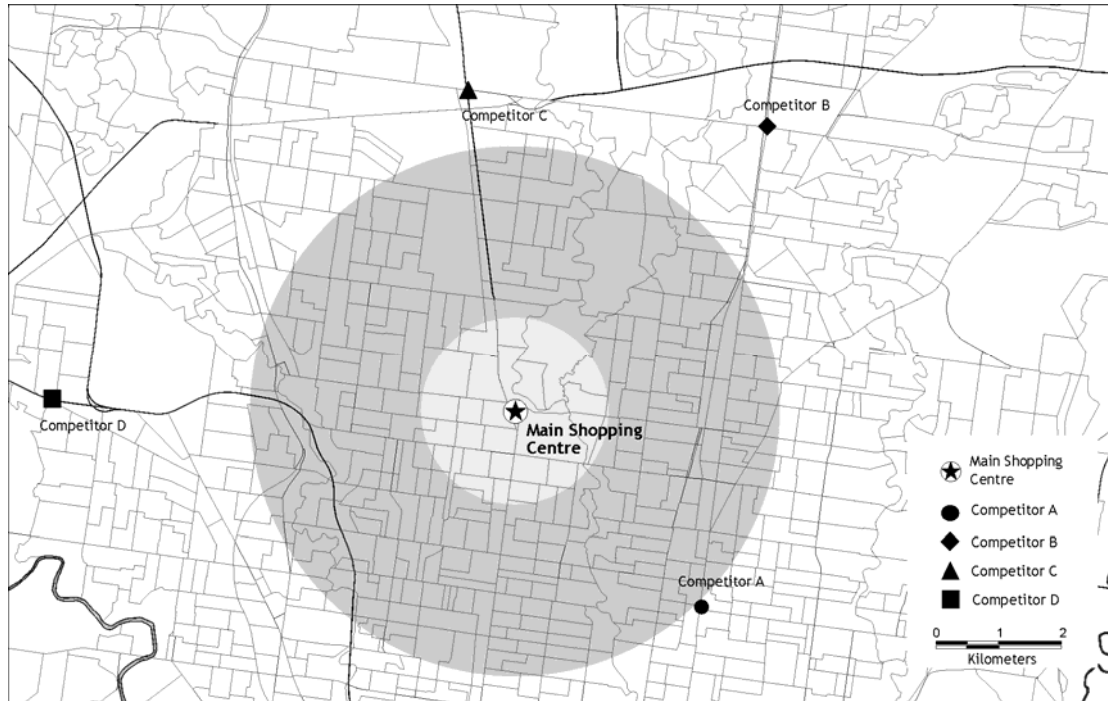 Competitor C
Competitor B
Competitor D
Main Shopping
Centre
Competitor A
Main Shopping
Centre
Competitor A
Competitor B
Competitor C
Competitor D
0 1 2
Kilometers